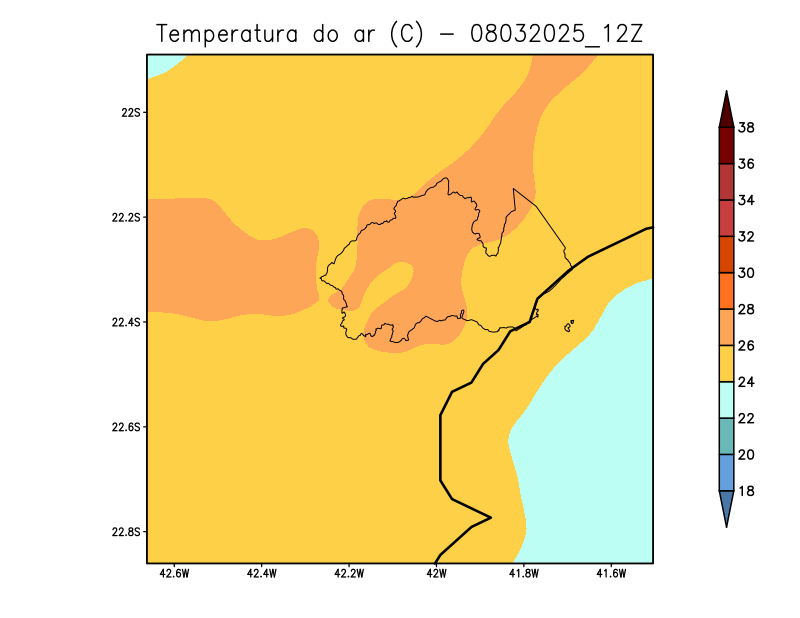 Temperatura do ar (C) - 08032025_12Z
22S
22.2S
22.4S
22.6S
22.8S
42.6W
42.4W
42.2W
42W
41.8W
41.6W
38
36
34
32
30
28
26
24
22
20
18